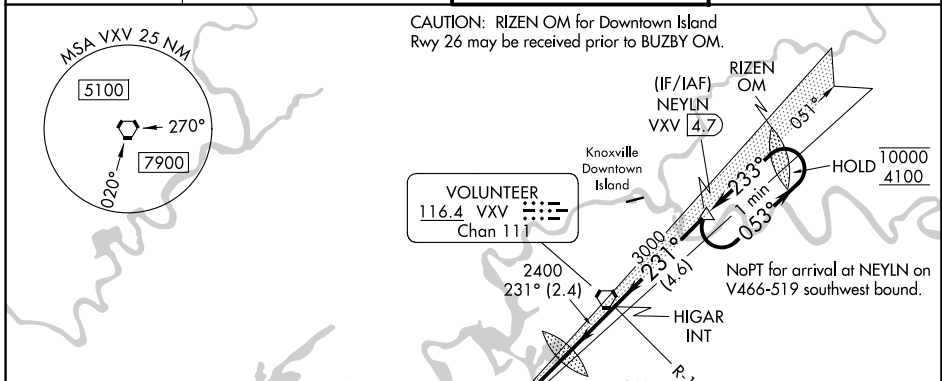 CAUTION: RIZEN OM for Downtown Island
Rwy 26 may be received prior to BUZBY OM.
MSA VXV 25 NM
5100
270°
7900
020°
RIZEN
OM
(IF/IAF)
NEYLN
VXV 4.7
051°
Knoxville
Downtown
Island
233°
1 min
053°
HOLD 10000
4100
VOLUNTEER
116.4 VXV
Chan 111
3000
231°
(4.6)
NoPT for arrival at NEYLN on
V466-519 southwest bound.
2400
231° (2.4)
HIGAR
INT